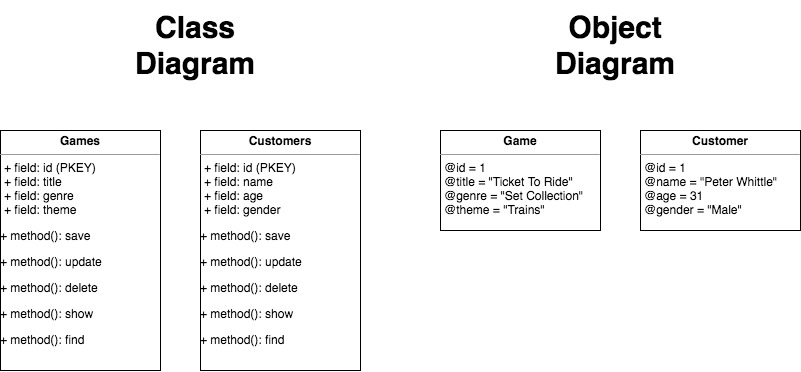 Class
Diagram
Object
Diagram
Games
+ field: id (PKEY)
+ field: title
+ field: genre
+ field: theme
+ method(): save
+ method(): update
+ method(): delete
+ method(): show
+ method(): find
Customers
+ field: id (PKEY)
+ field: name
+ field: age
+ field: gender
+ method(): save
+ method(): update
+ method(): delete
+ method(): show
+ method(): find
Game
@id = 1
@title = "Ticket To Ride"
@genre = "Set Collection"
@theme = "Trains"
Customer
@id = 1
@name = "Peter Whittle"
@age = 31
@gender = "Male"